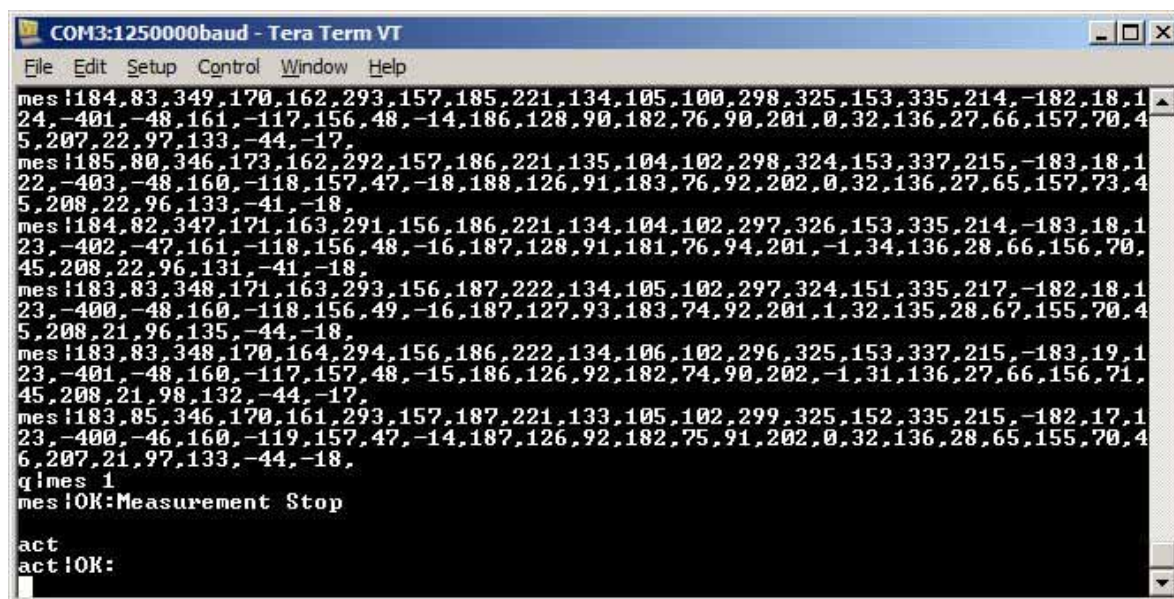 COM3:1250000baud - Tera Term VT
File Edit Setup Control Window Help
mes|184,83,349,170,162,293,157,185,221,134,105,100,298,325,153,335,214,-182,18,1
24,-401,-48,161,-117,156,48,-14,186,128,90,182,76,90,201,0,32,136,27,66,157,70,4
5,207,22,97,133,-44,-17,
mes|185,80,346,173,162,292,157,186,221,135,104,102,298,324,153,337,215,-183,18,1
22,-403,-48,160,-118,157,47,-18,188,126,91,183,76,92,202,0,32,136,27,65,157,73,4
5,208,22,96,133,-41,-18,
mes|184,82,347,171,163,291,156,186,221,134,104,102,297,326,153,335,214,-183,18,1
23,-402,-47,161,-118,156,48,-16,187,128,91,181,76,94,201,-1,34,136,28,66,156,70,
45,208,22,96,131,-41,-18,
mes|183,83,348,171,163,293,156,187,222,134,105,102,297,324,151,335,217,-182,18,1
23,-400,-48,160,-118,156,49,-16,187,127,93,183,74,92,201,1,32,135,28,67,155,70,4
5,208,21,96,135,-44,-18,
mes|183,83,348,170,164,294,156,186,222,134,106,102,296,325,153,337,215,-183,19,1
23,-401,-48,160,-117,157,48,-15,186,126,92,182,74,90,202,-1,31,136,27,66,156,71,
45,208,21,98,132,-44,-17,
mes|183,85,346,170,161,293,157,187,221,133,105,102,299,325,152,335,215,-182,17,1
23,-400,-46,160,-119,157,47,-14,187,126,92,182,75,91,202,0,32,136,28,65,155,70,4
6,207,21,97,133,-44,-18,
q|mes 1
mes|OK:Measurement Stop
act
act|OK: